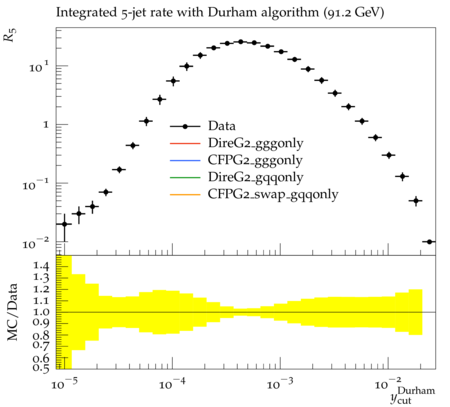 Integrated 5-jet rate with Durham algorithm (91.2 GeV)
R5
10^1
1
10^−1
10^−2
Data
DireG2_gggonly
CFPG2_gggonly
DireG2_gqqonly
CFPG2_swap_gqqonly
MC/Data
1.4
1.3
1.2
1.1
1.0
0.9
0.8
0.7
0.6
0.5
10^−5
10^−4
10^−3
10^−2
y_cut^Durham